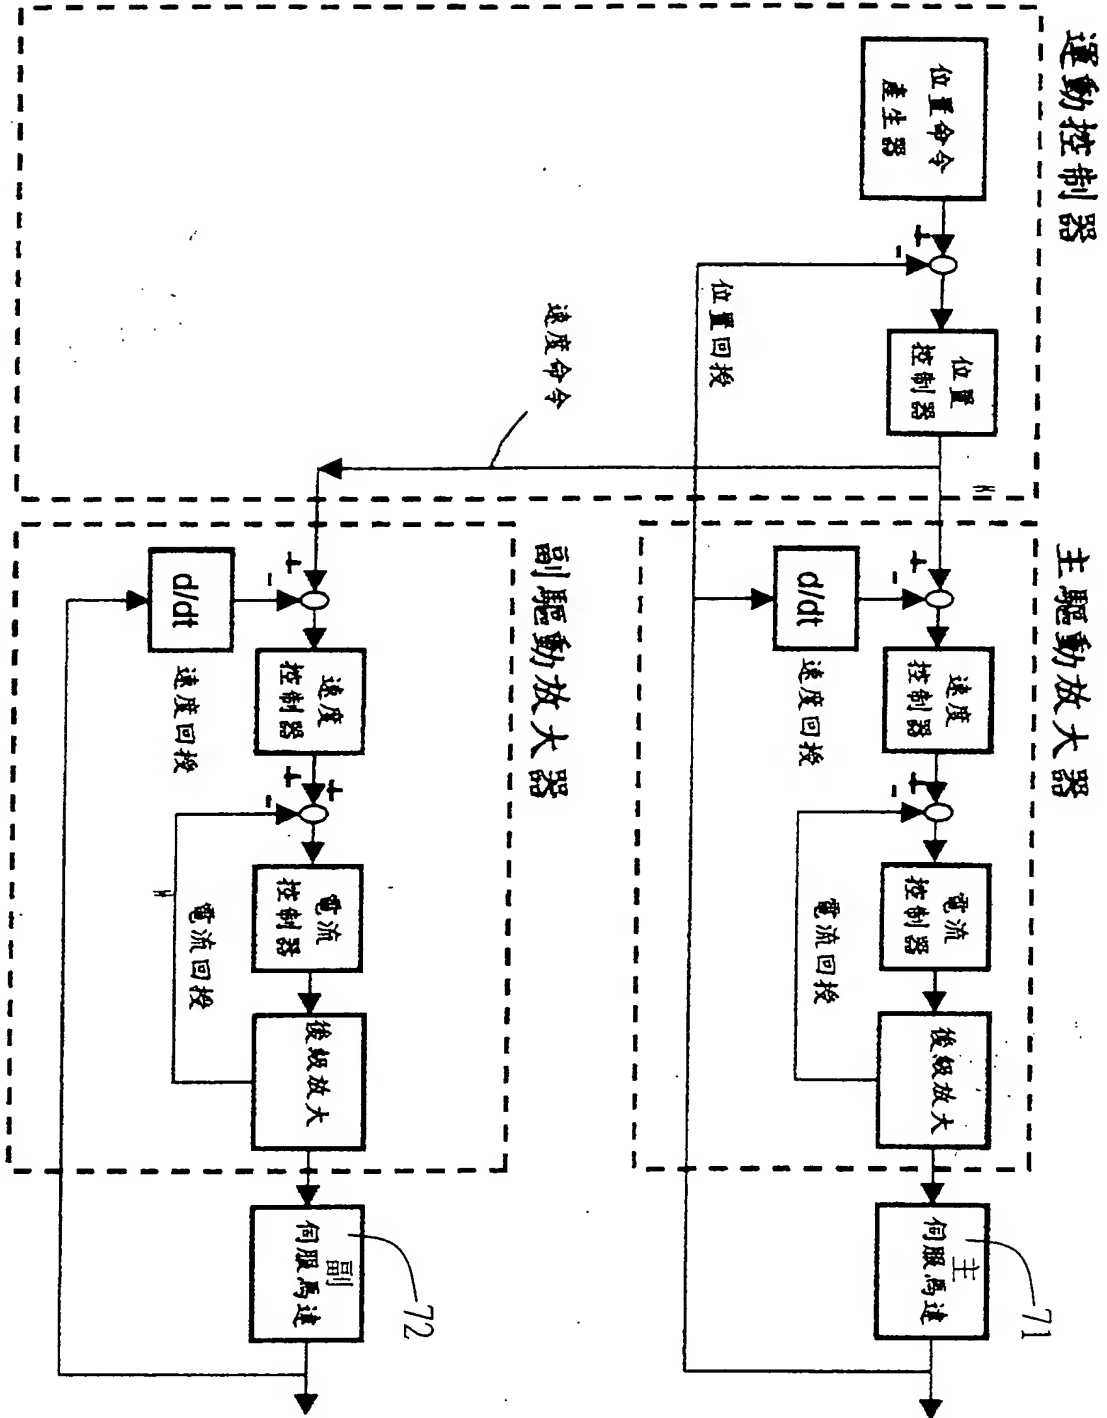 運動控制器
位置命令
產生器
+
-
位置
控制器
位置回授
速度命令
主驅動放大器
+
-
d/dt
速度回授
速度
控制器
+
-
電流
控制器
電流回授
後級放大
主
伺服馬達
71
副驅動放大器
+
-
d/dt
速度回授
速度
控制器
+
+
-
電流
控制器
電流回授
後級放大
副
伺服馬達
72